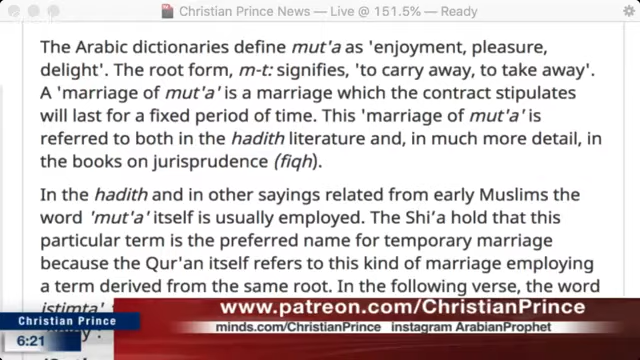 Christian Prince News — Live @ 151.5% — Ready
The Arabic dictionaries define mut'a as 'enjoyment, pleasure,
delight'. The root form, m-t: signifies, 'to carry away, to take away'.
A 'marriage of mut'a' is a marriage which the contract stipulates
will last for a fixed period of time. This 'marriage of mut'a' is
referred to both in the hadith literature and, in much more detail, in
the books on jurisprudence (fiqh).
In the hadith and in other sayings related from early Muslims the
word 'mut'a' itself is usually employed. The Shi'a hold that this
particular term is the preferred name for temporary marriage
because the Qur'an itself refers to this kind of marriage employing
a term derived from the same root. In the following verse, the word
istimta'
www.patreon.com/ChristianPrince
Christian Prince
minds.com/ChristianPrince instagram ArabianProphet
6:21